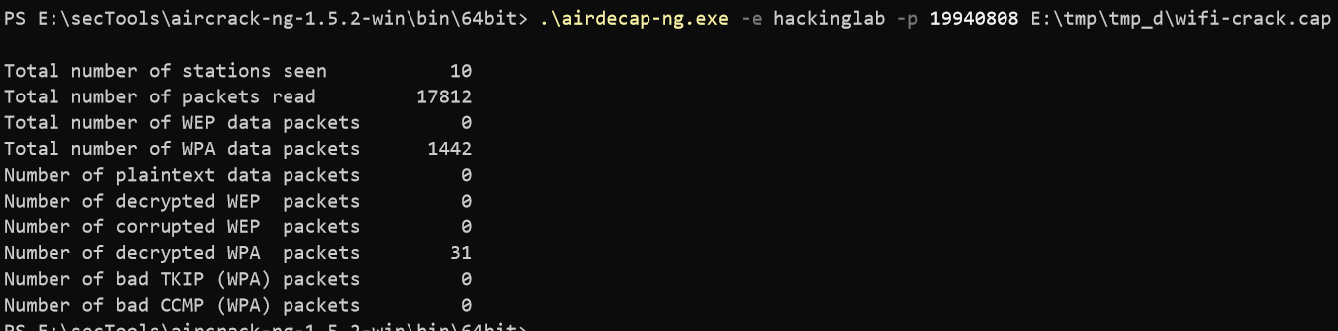 PS E:\secTools\aircrack-ng-1.5.2-win\bin\64bit> .\airdecap-ng.exe -e hackinglab -p 19940808 E:\tmp\tmp_d\wifi-crack.cap
Total number of stations seen 10
Total number of packets read 17812
Total number of WEP data packets 0
Total number of WPA data packets 1442
Number of plaintext data packets 0
Number of decrypted WEP packets 0
Number of corrupted WEP packets 0
Number of decrypted WPA packets 31
Number of bad TKIP (WPA) packets 0
Number of bad CCMP (WPA) packets 0
PS E:\secTools\aircrack-ng-1.5.2-win\bin\64bit>